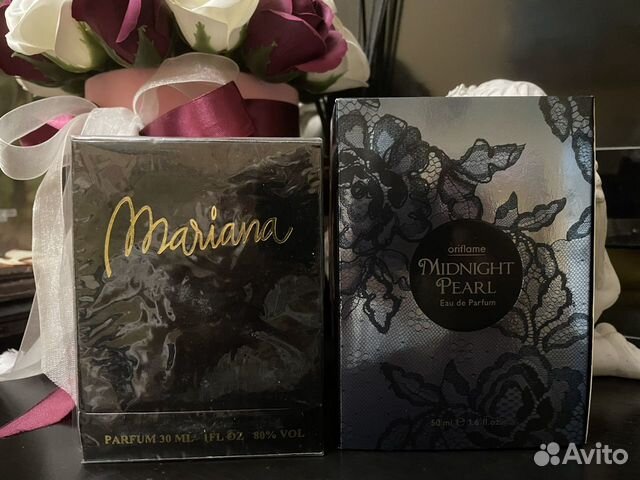 Mariana
PARFUM 30 ML 1FL OZ 80% VOL
oriflame
MIDNIGHT
PEARL
Eau de Parfum
50 ml ℮ 1.6 fl.oz.
Avito